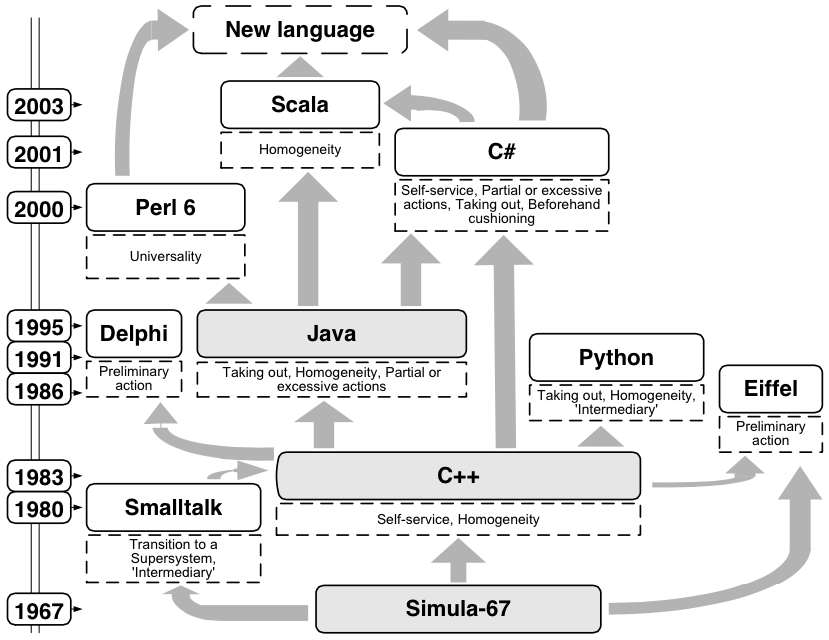 New language
2003
Scala
Homogeneity
2001
C#
Self-service, Partial or excessive
actions, Taking out, Beforehand
cushioning
2000
Perl 6
Universality
1995
Delphi
Preliminary
action
Java
Taking out, Homogeneity, Partial or
excessive actions
1991
Python
Taking out, Homogeneity,
'Intermediary'
1986
Eiffel
Preliminary
action
1983
C++
Self-service, Homogeneity
1980
Smalltalk
Transition to a
Supersystem,
'Intermediary'
1967
Simula-67